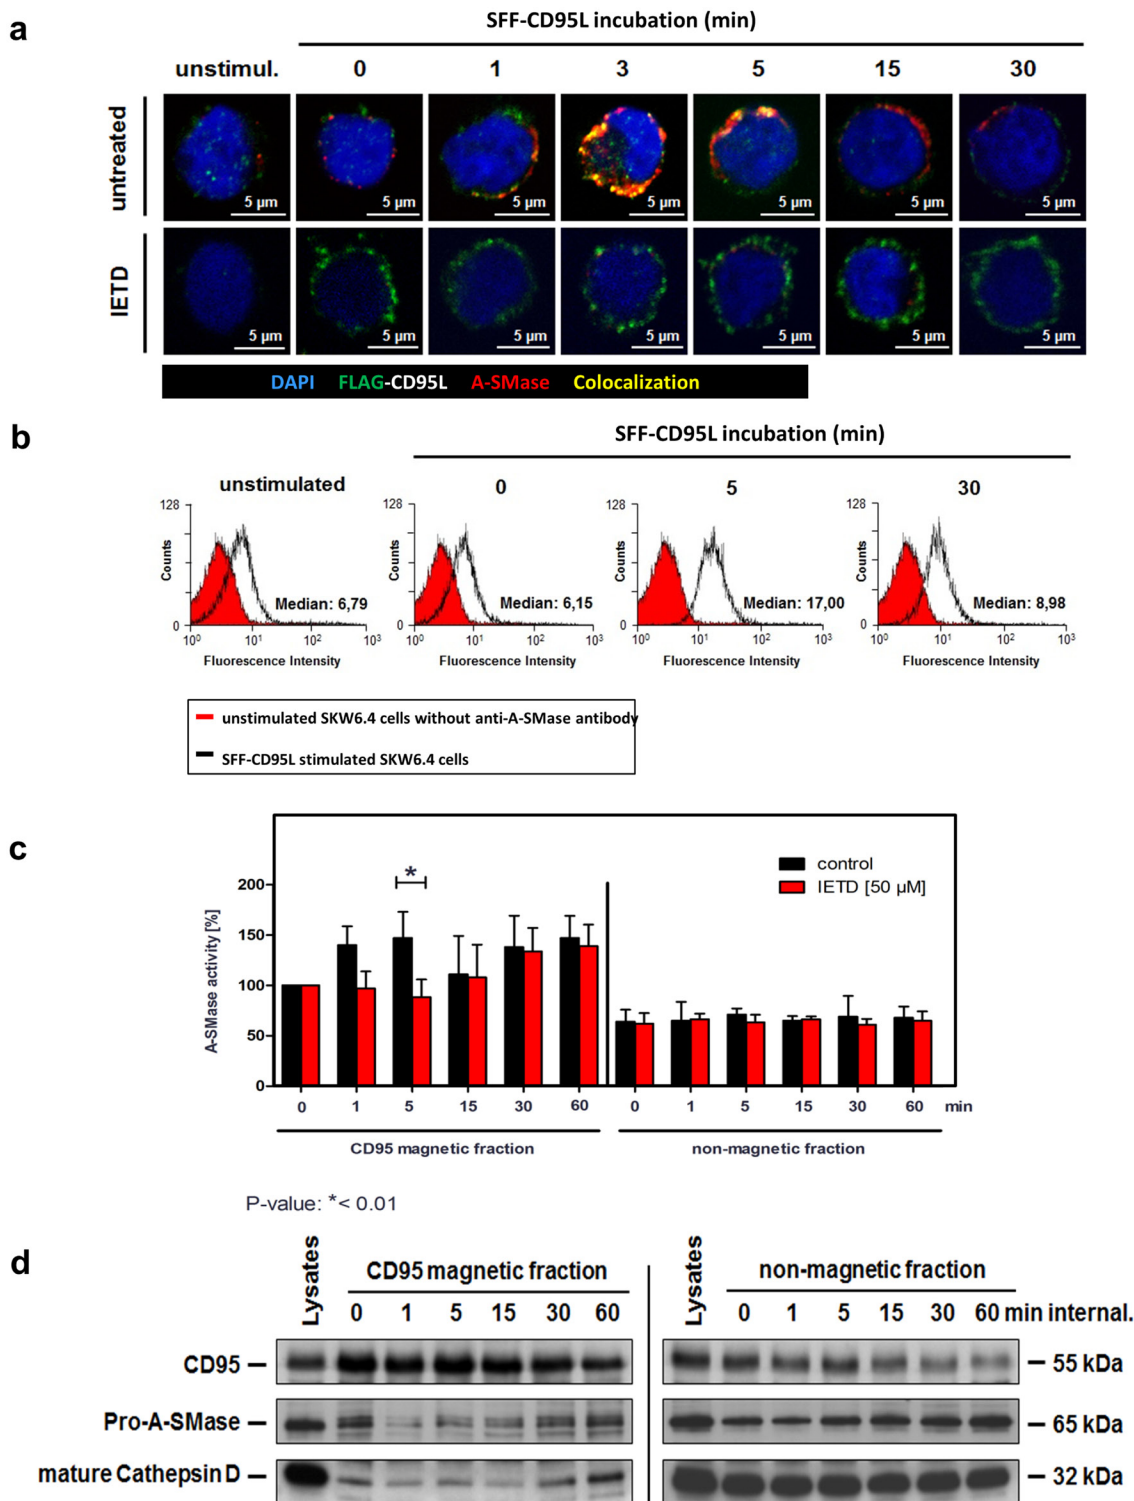 a
SFF-CD95L incubation (min)
unstimul. 0 1 3 5 15 30
untreated
5 µm 5 µm 5 µm 5 µm 5 µm 5 µm 5 µm
IETD
5 µm 5 µm 5 µm 5 µm 5 µm 5 µm 5 µm
DAPI FLAG-CD95L A-SMase Colocalization
b
SFF-CD95L incubation (min)
unstimulated 0 5 30
128 128 128 128
Counts Counts Counts Counts
Median: 6,79 Median: 6,15 Median: 17,00 Median: 8,98
0 0 0 0
10⁰ 10¹ 10² 10³ 10⁰ 10¹ 10² 10³ 10⁰ 10¹ 10² 10³ 10⁰ 10¹ 10² 10³
Fluorescence Intensity Fluorescence Intensity Fluorescence Intensity Fluorescence Intensity
unstimulated SKW6.4 cells without anti-A-SMase antibody
SFF-CD95L stimulated SKW6.4 cells
c
control
IETD [50 µM]
*
A-SMase activity [%]
200
150
100
50
0
0 1 5 15 30 60 0 1 5 15 30 60 min
CD95 magnetic fraction non-magnetic fraction
P-value: *< 0.01
d
Lysates CD95 magnetic fraction Lysates non-magnetic fraction
0 1 5 15 30 60 0 1 5 15 30 60 min internal.
CD95 55 kDa
Pro-A-SMase 65 kDa
mature Cathepsin D 32 kDa